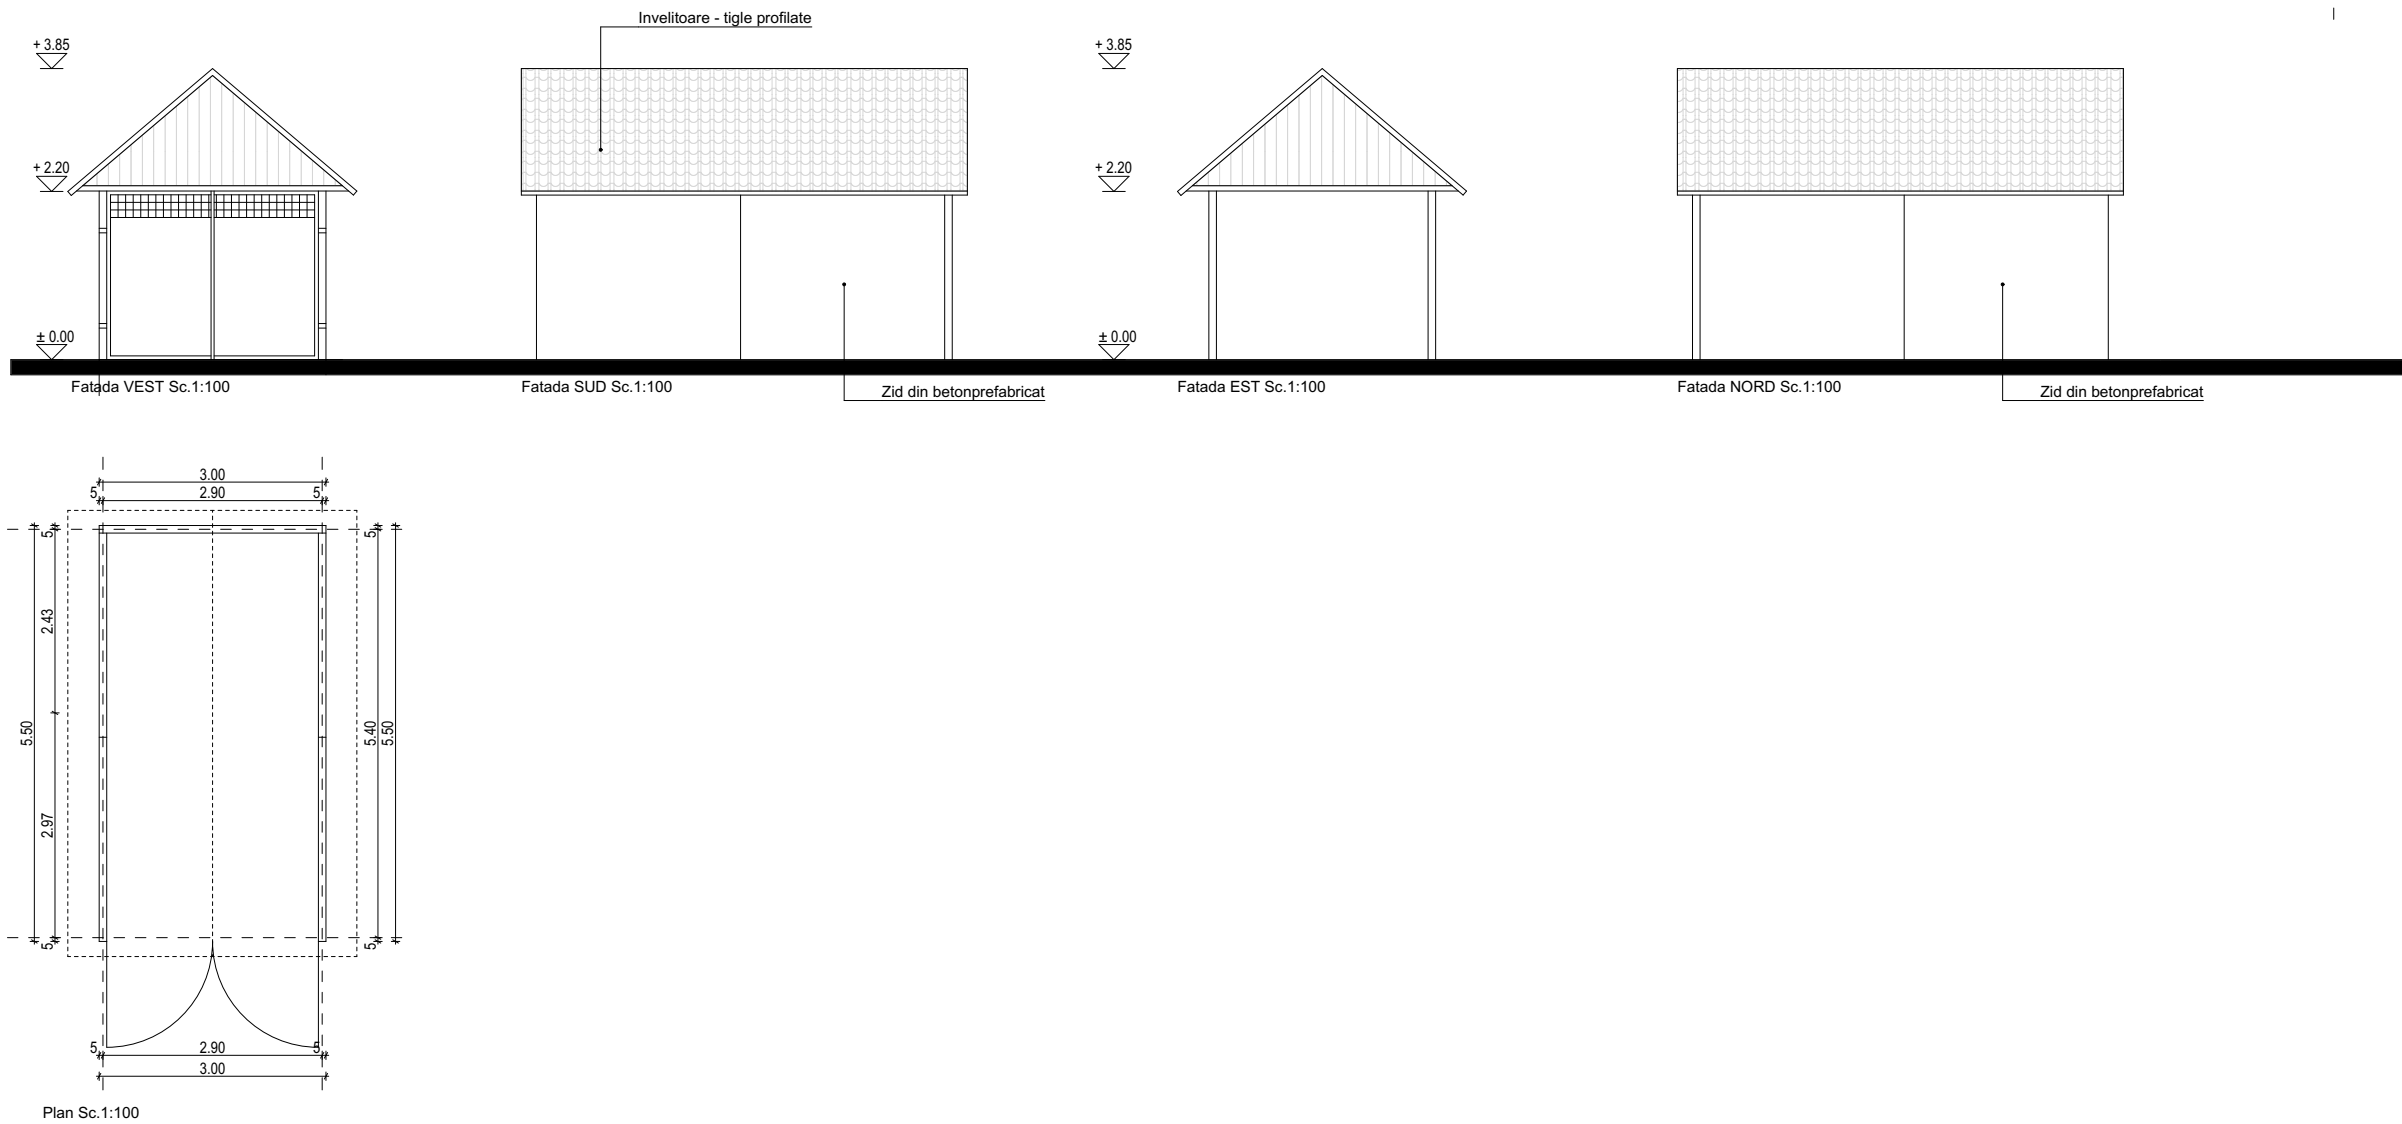 Invelitoare - tigle profilate
+ 3.85
+ 3.85
+ 2.20
+ 2.20
± 0.00
± 0.00
Fatada VEST Sc.1:100
Fatada SUD Sc.1:100
Fatada EST Sc.1:100
Fatada NORD Sc.1:100
Zid din betonprefabricat
Zid din betonprefabricat
3.00
5 2.90 5
5
5
2.43
5.50
5.40
5.50
2.97
5
5
5 2.90 5
3.00
Plan Sc.1:100